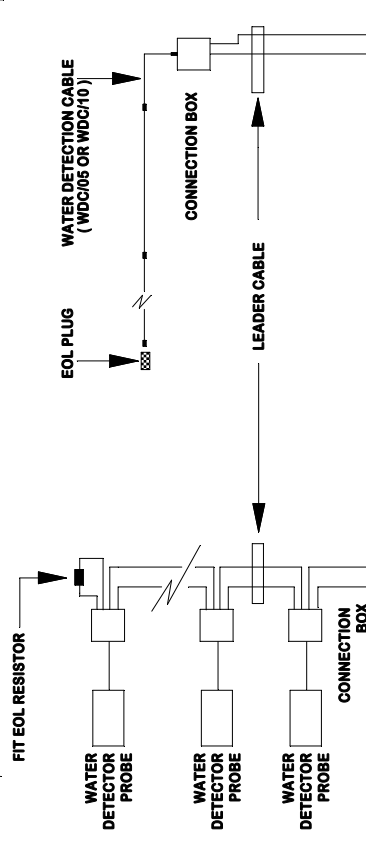 WATER DETECTION CABLE
( WDC/05 OR WDC/10 )
CONNECTION BOX
EOL PLUG
LEADER CABLE
FIT EOL RESISTOR
CONNECTION
BOX
WATER
DETECTOR
PROBE
WATER
DETECTOR
PROBE
WATER
DETECTOR
PROBE